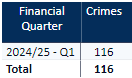 Financial Quarter Crimes
2024/25 - Q1 116
Total 116